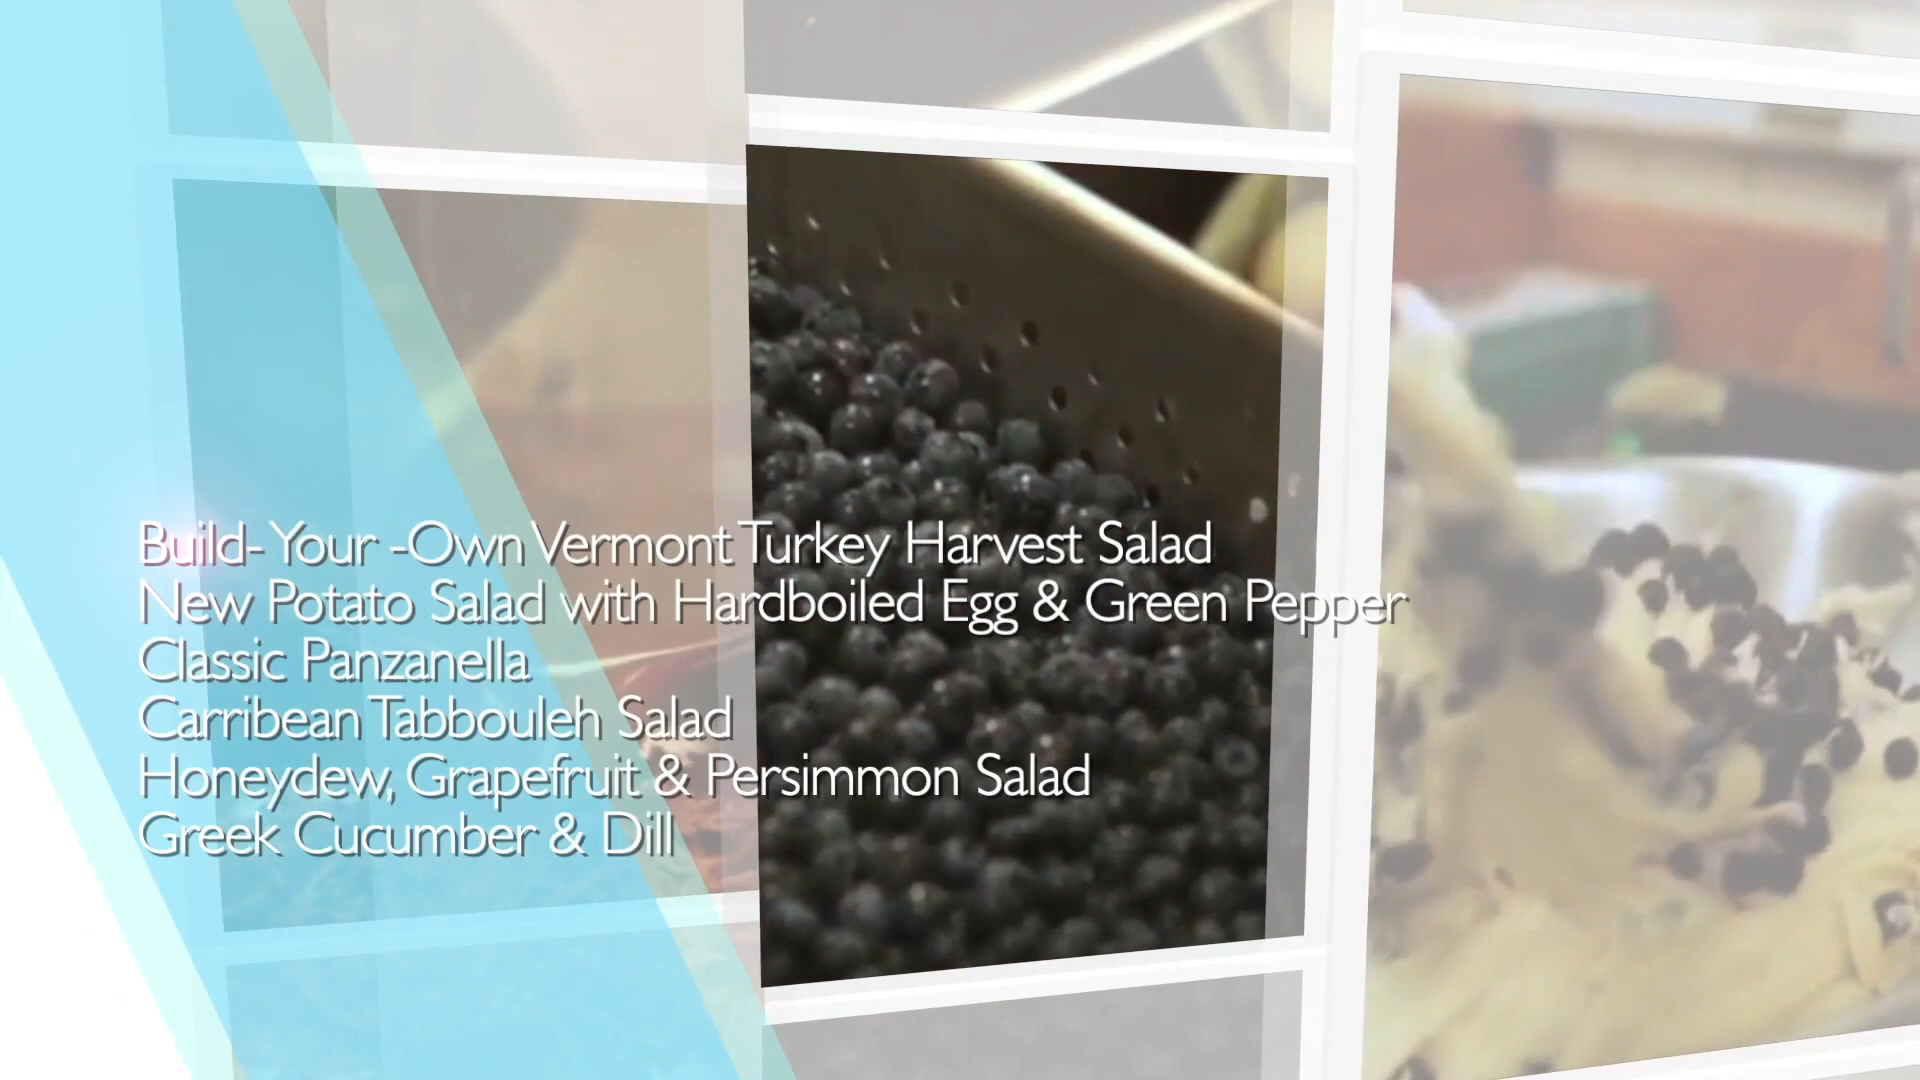 Build- Your -Own Vermont Turkey Harvest Salad
New Potato Salad with Hardboiled Egg & Green Pepper
Classic Panzanella
Carribean Tabbouleh Salad
Honeydew, Grapefruit & Persimmon Salad
Greek Cucumber & Dill